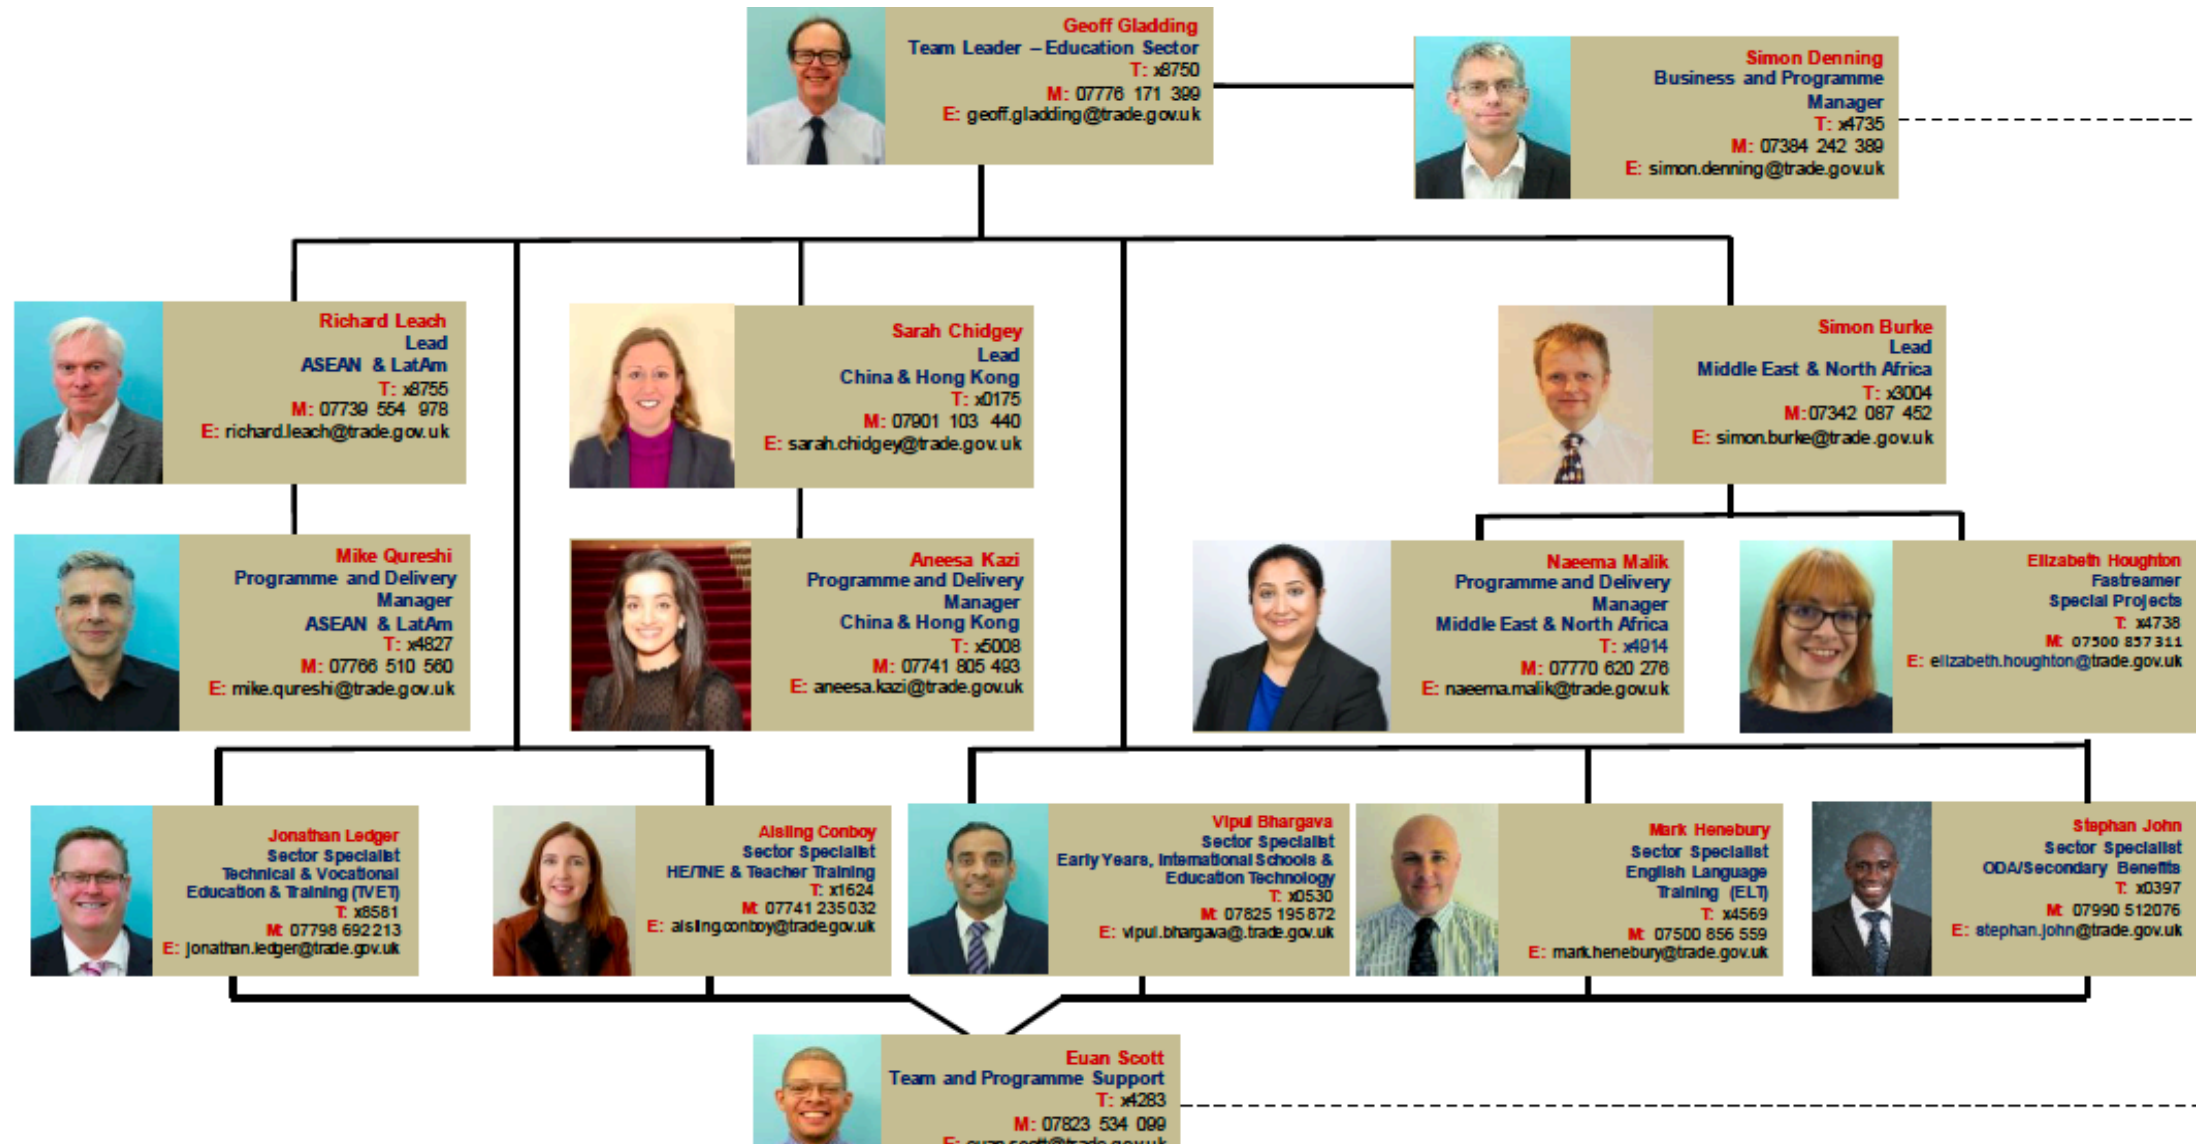 Geoff Gladding
Team Leader – Education Sector
T: x8750
M: 07776 171 399
E: geoff.gladding@trade.gov.uk
Simon Denning
Business and Programme
Manager
T: x4735
M: 07384 242 389
E: simon.denning@trade.gov.uk
Richard Leach
Lead
ASEAN & LatAm
T: x8755
M: 07739 554 978
E: richard.leach@trade.gov.uk
Sarah Chidgey
Lead
China & Hong Kong
T: x0175
M: 07901 103 440
E: sarah.chidgey@trade.gov.uk
Simon Burke
Lead
Middle East & North Africa
T: x3004
M:07342 087 452
E: simon.burke@trade.gov.uk
Mike Qureshi
Programme and Delivery
Manager
ASEAN & LatAm
T: x4827
M: 07766 510 560
E: mike.qureshi@trade.gov.uk
Aneesa Kazi
Programme and Delivery
Manager
China & Hong Kong
T: x5008
M: 07741 805 493
E: aneesa.kazi@trade.gov.uk
Naeema Malik
Programme and Delivery
Manager
Middle East & North Africa
T: x4914
M: 07770 620 276
E: naeema.malik@trade.gov.uk
Elizabeth Houghton
Fastreamer
Special Projects
T: x4738
M: 07500 857311
E: elizabeth.houghton@trade.gov.uk
Jonathan Ledger
Sector Specialist
Technical & Vocational
Education & Training (TVET)
T: x8581
M: 07798 692213
E: jonathan.ledger@trade.gov.uk
Aisling Conboy
Sector Specialist
HE/TNE & Teacher Training
T: x1624
M: 07741 235032
E: aisling.conboy@trade.gov.uk
Vipul Bhargava
Sector Specialist
Early Years, International Schools &
Education Technology
T: x0530
M: 07825 195872
E: vipul.bhargava@.trade.gov.uk
Mark Henebury
Sector Specialist
English Language
Training (ELT)
T: x4569
M: 07500 856 559
E: mark.henebury@trade.gov.uk
Stephan John
Sector Specialist
ODA/Secondary Benefits
T: x0397
M: 07990 512076
E: stephan.john@trade.gov.uk
Euan Scott
Team and Programme Support
T: x4283
M: 07823 534 099
E: euan.scott@trade.gov.uk